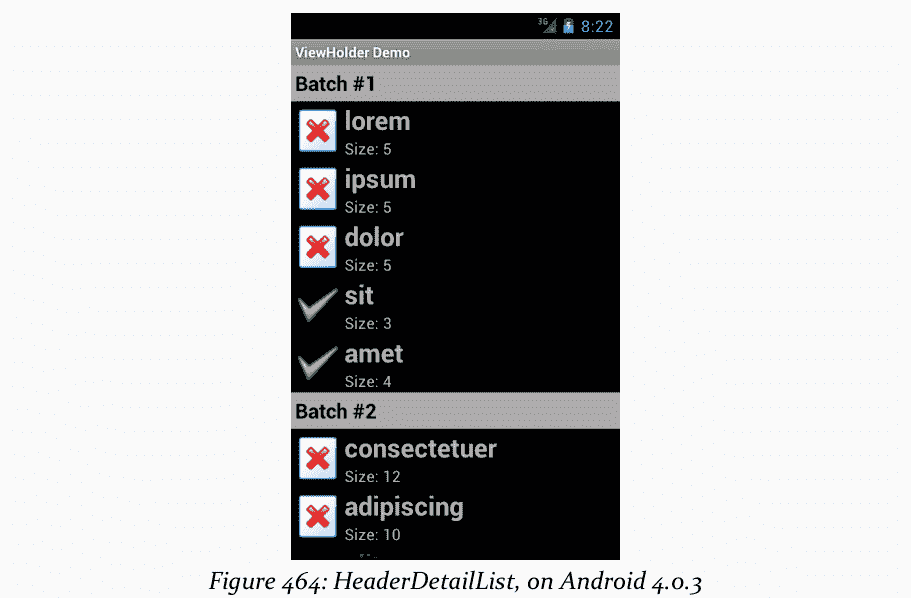 3G 8:22
ViewHolder Demo
Batch #1
lorem
Size: 5
ipsum
Size: 5
dolor
Size: 5
sit
Size: 3
amet
Size: 4
Batch #2
consectetuer
Size: 12
adipiscing
Size: 10
Figure 464: HeaderDetailList, on Android 4.0.3